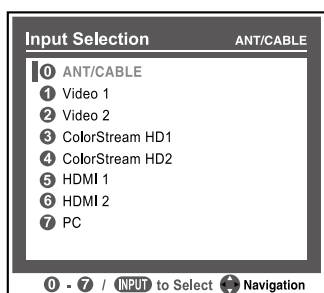 Input Selection ANT/CABLE
0 ANT/CABLE
1 Video 1
2 Video 2
3 ColorStream HD1
4 ColorStream HD2
5 HDMI 1
6 HDMI 2
7 PC
0 - 7 / INPUT to Select Navigation